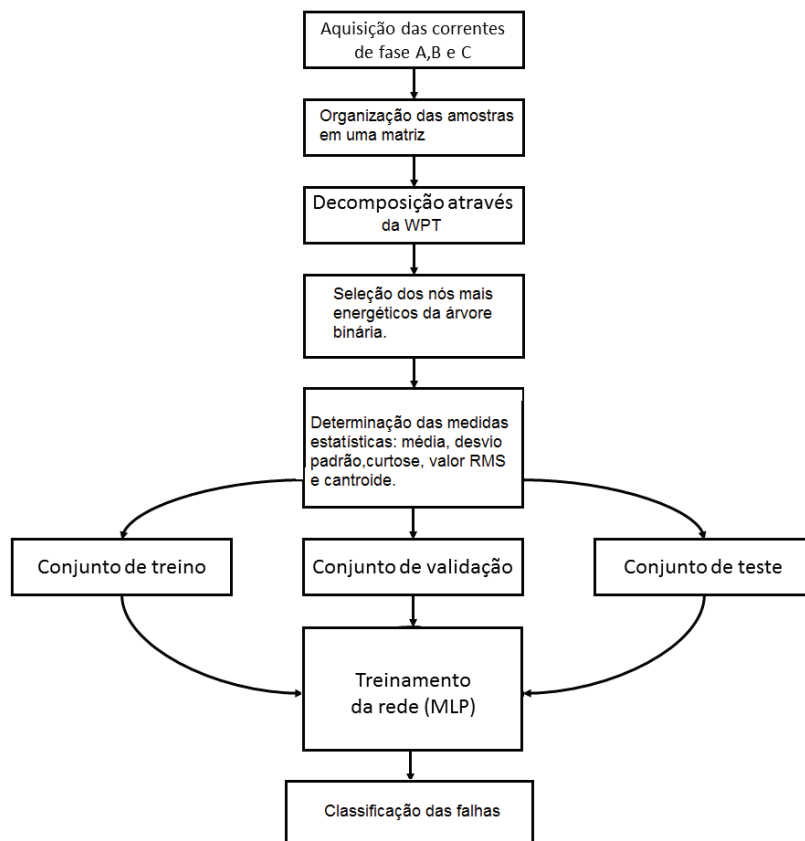 Aquisição das correntes
de fase A,B e C
Organização das amostras
em uma matriz
Decomposição através
da WPT
Seleção dos nós mais
energéticos da árvore
binária.
Determinação das medidas
estatísticas: média, desvio
padrão,curtose, valor RMS
e cantroide.
Conjunto de treino
Conjunto de validação
Conjunto de teste
Treinamento
da rede (MLP)
Classificação das falhas